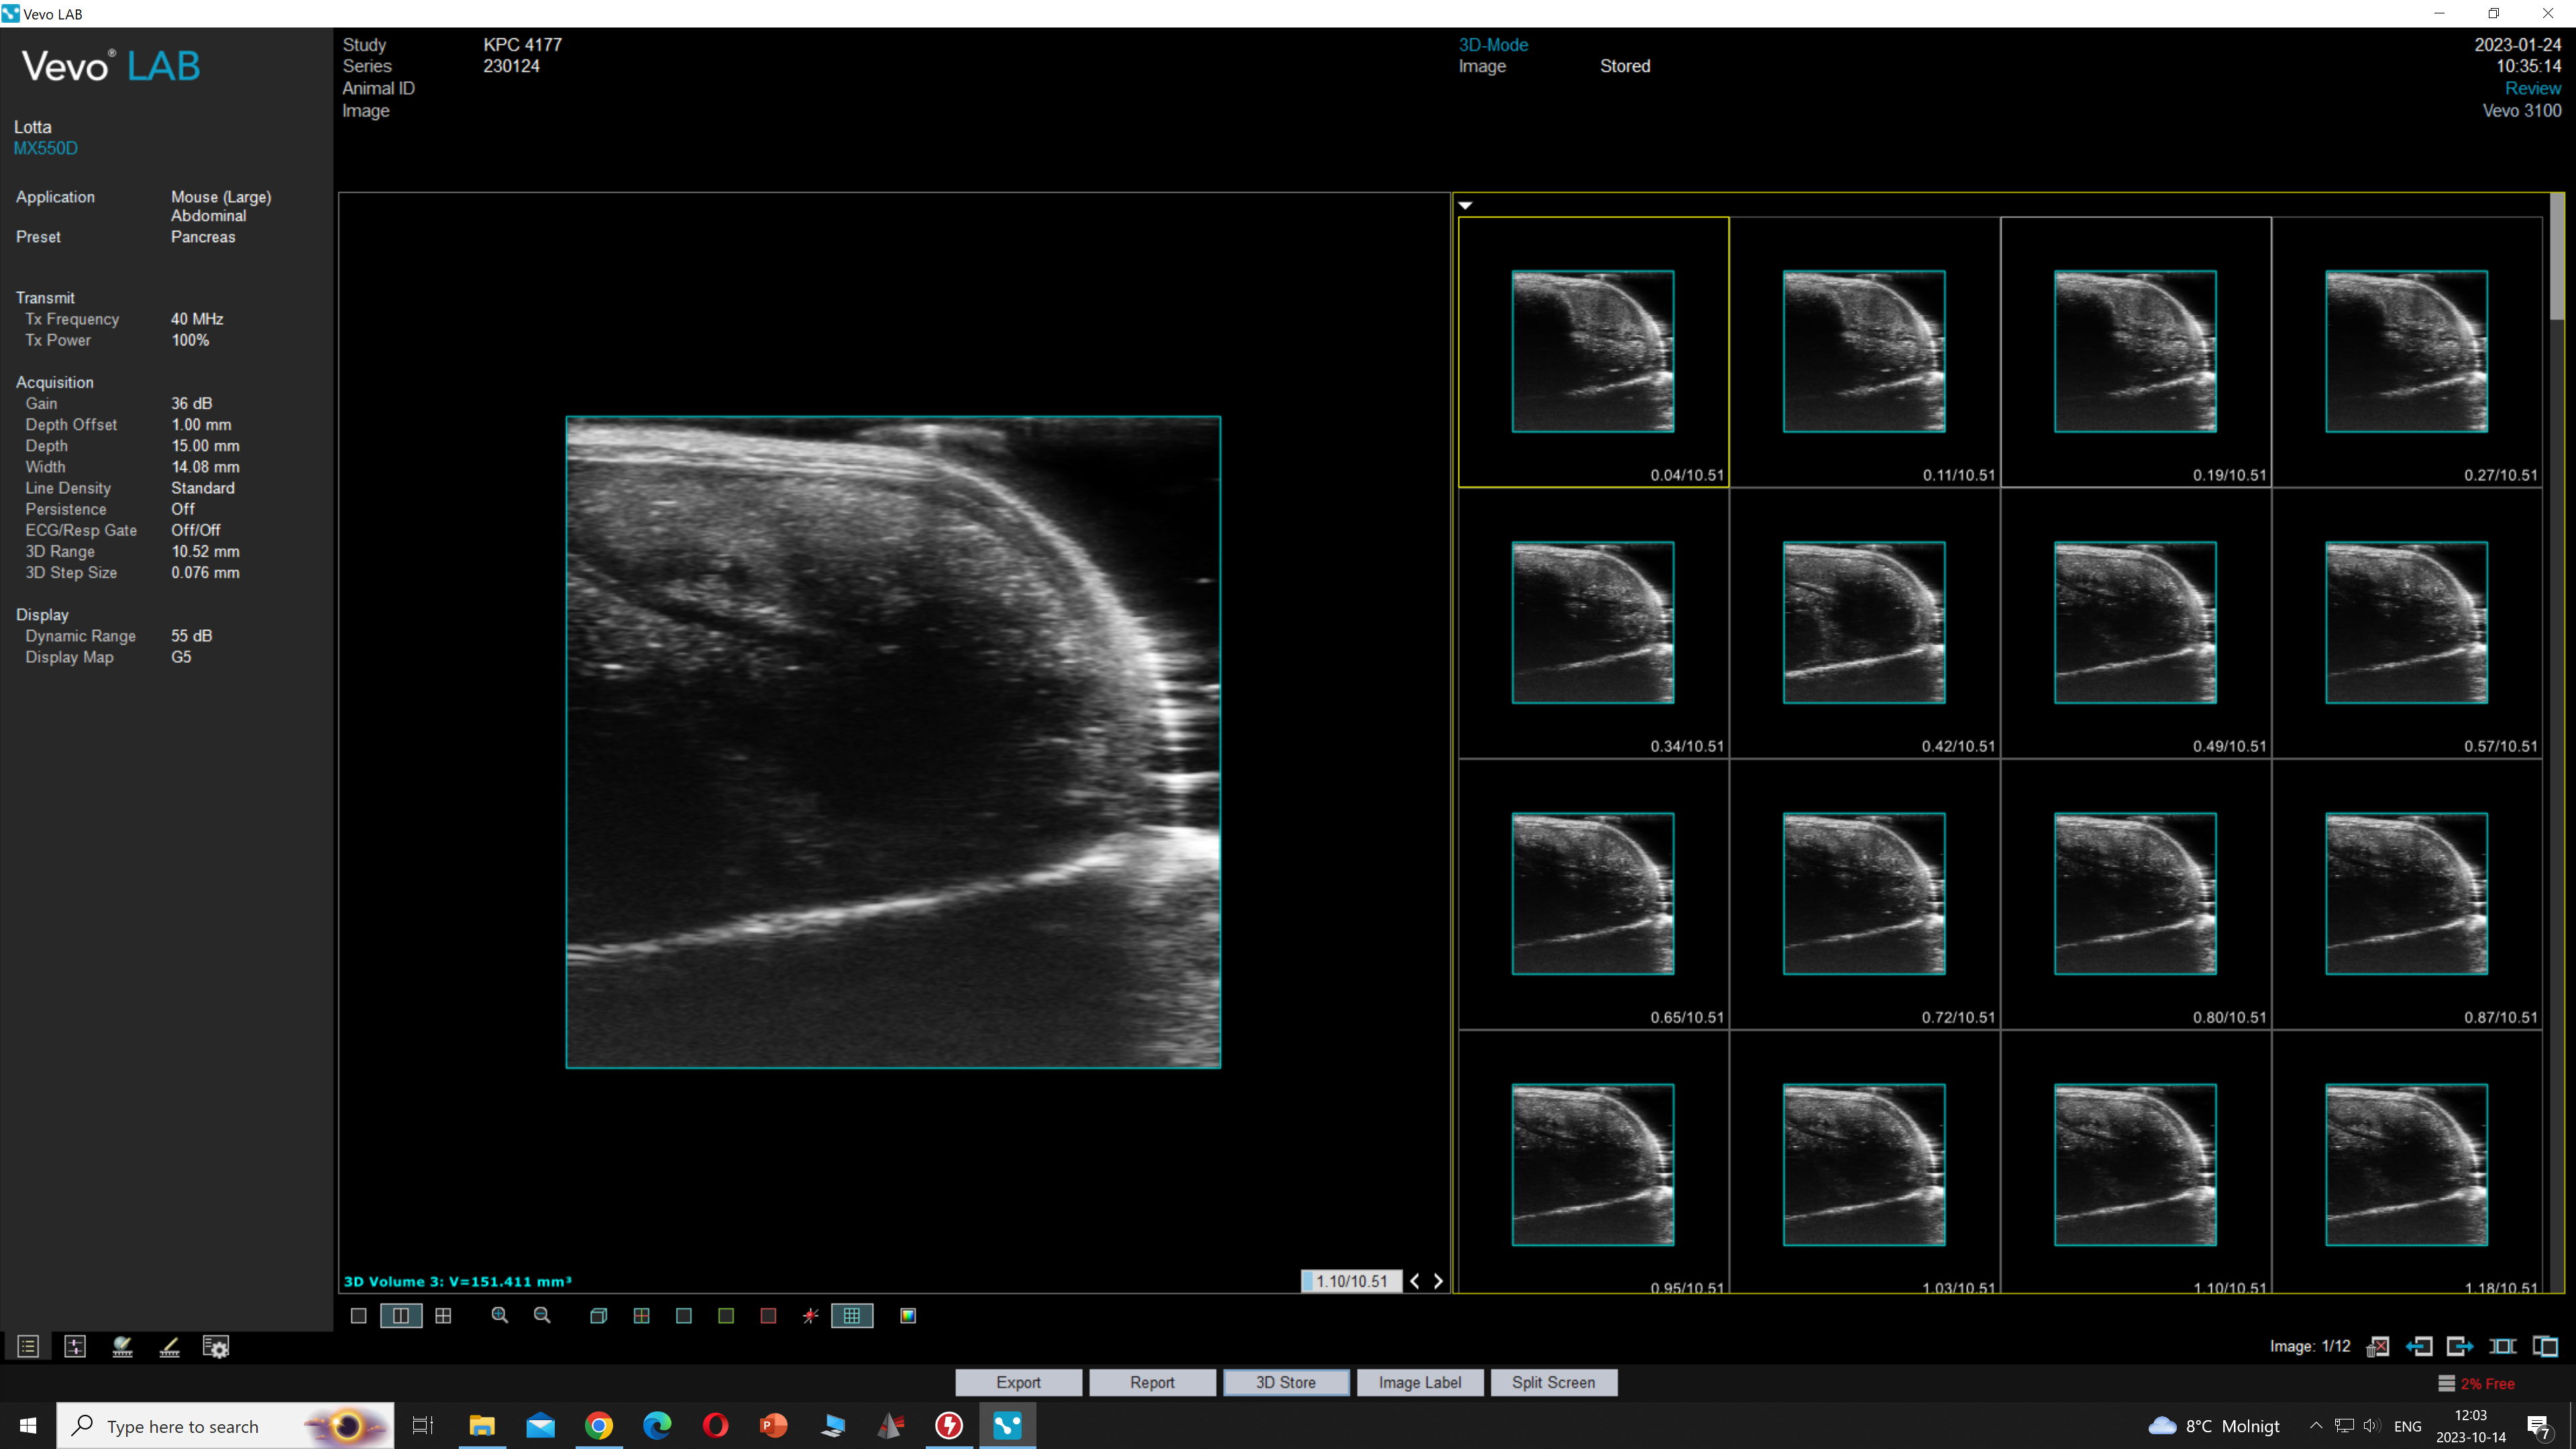 Vevo LAB
Vevo® LAB
Study KPC 4177
Series 230124
Animal ID
Image
3D-Mode
Image Stored
2023-01-24
10:35:14
Review
Vevo 3100
Lotta
MX550D
Application Mouse (Large)
Abdominal
Preset Pancreas
Transmit
Tx Frequency 40 MHz
Tx Power 100%
Acquisition
Gain 36 dB
Depth Offset 1.00 mm
Depth 15.00 mm
Width 14.08 mm
Line Density Standard
Persistence Off
ECG/Resp Gate Off/Off
3D Range 10.52 mm
3D Step Size 0.076 mm
Display
Dynamic Range 55 dB
Display Map G5
0.04/10.51 0.11/10.51 0.19/10.51 0.27/10.51
0.34/10.51 0.42/10.51 0.49/10.51 0.57/10.51
0.65/10.51 0.72/10.51 0.80/10.51 0.87/10.51
0.95/10.51 1.03/10.51 1.10/10.51 1.18/10.51
3D Volume 3: V=151.411 mm³
1.10/10.51
Image: 1/12
Export Report 3D Store Image Label Split Screen
2% Free
Type here to search
8°C Molnigt
ENG
12:03
2023-10-14
7